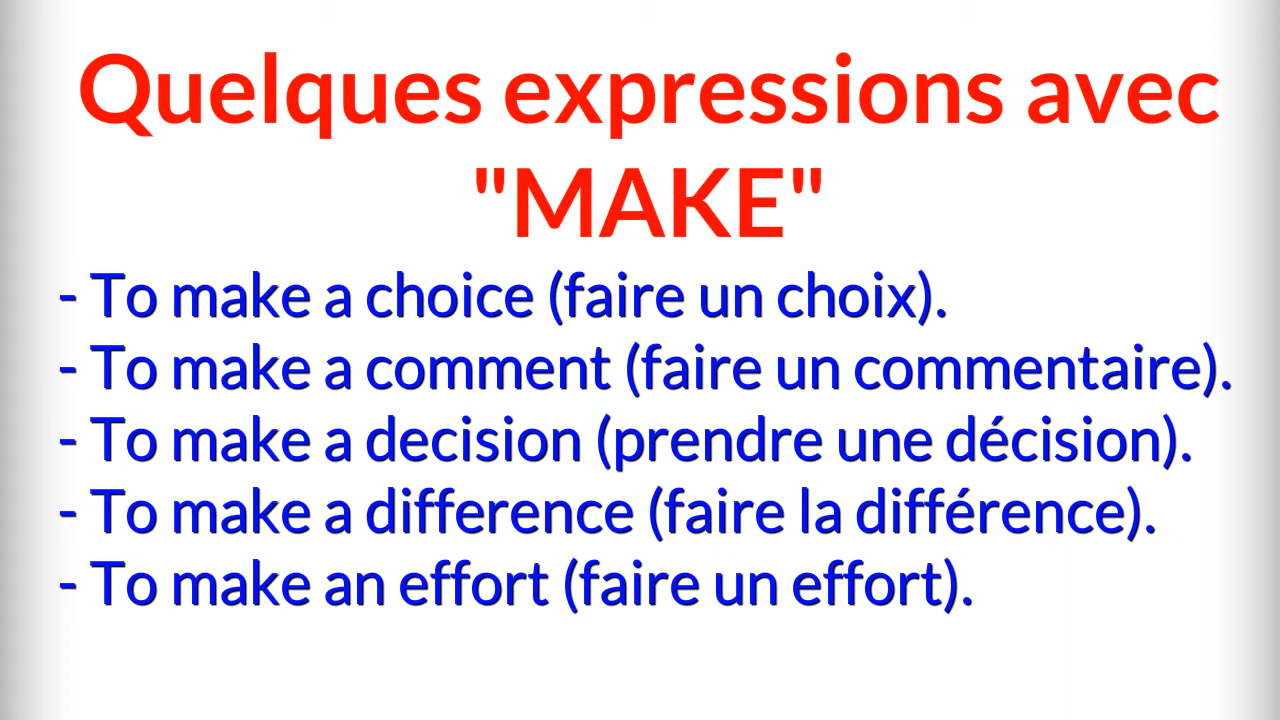 Quelques expressions avec
"MAKE"
- To make a choice (faire un choix).
- To make a comment (faire un commentaire).
- To make a decision (prendre une décision).
- To make a difference (faire la différence).
- To make an effort (faire un effort).